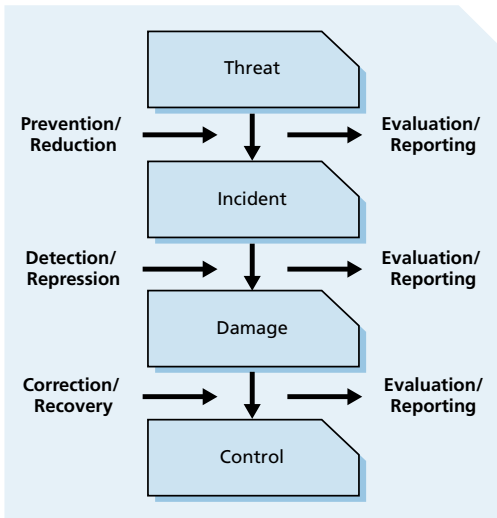 Threat
Prevention/
Reduction
Evaluation/
Reporting
Incident
Detection/
Repression
Evaluation/
Reporting
Damage
Correction/
Recovery
Evaluation/
Reporting
Control